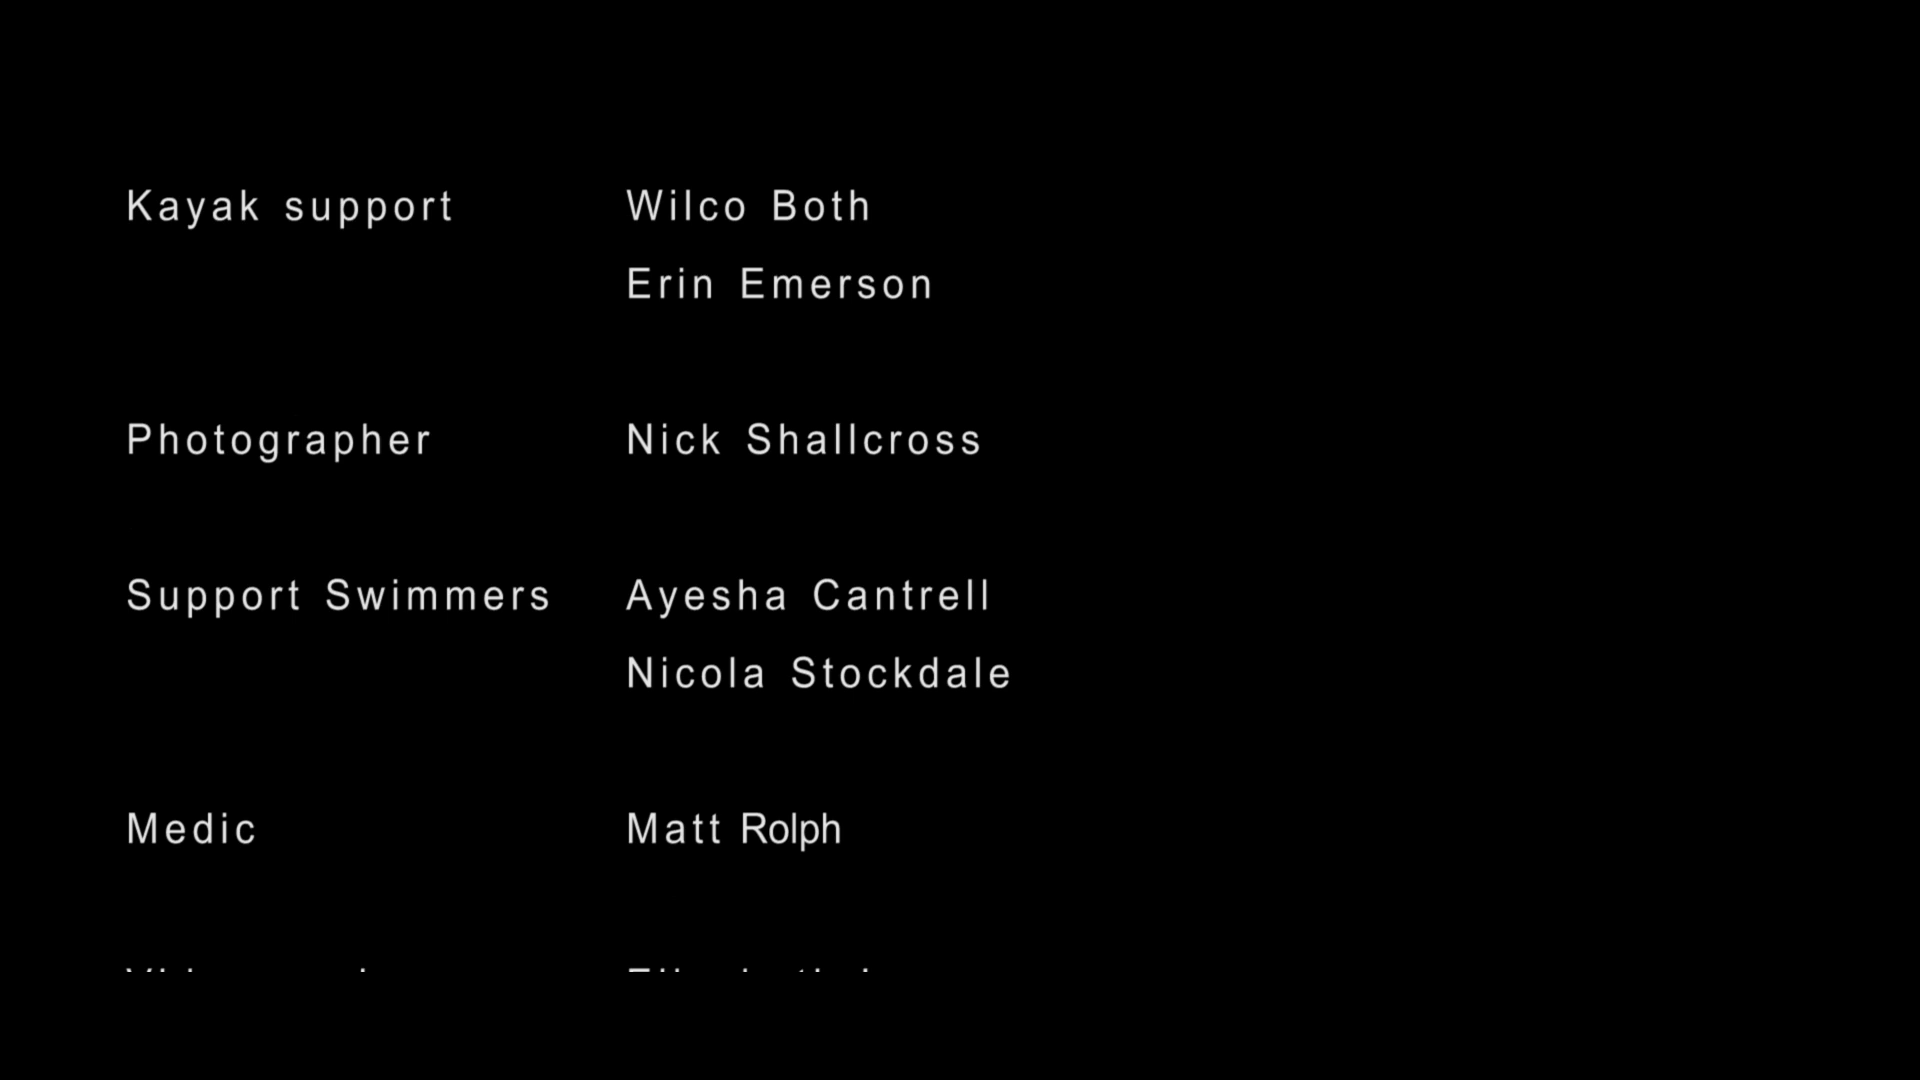 Kayak support Wilco Both
Erin Emerson
Photographer Nick Shallcross
Support Swimmers Ayesha Cantrell
Nicola Stockdale
Medic Matt Rolph